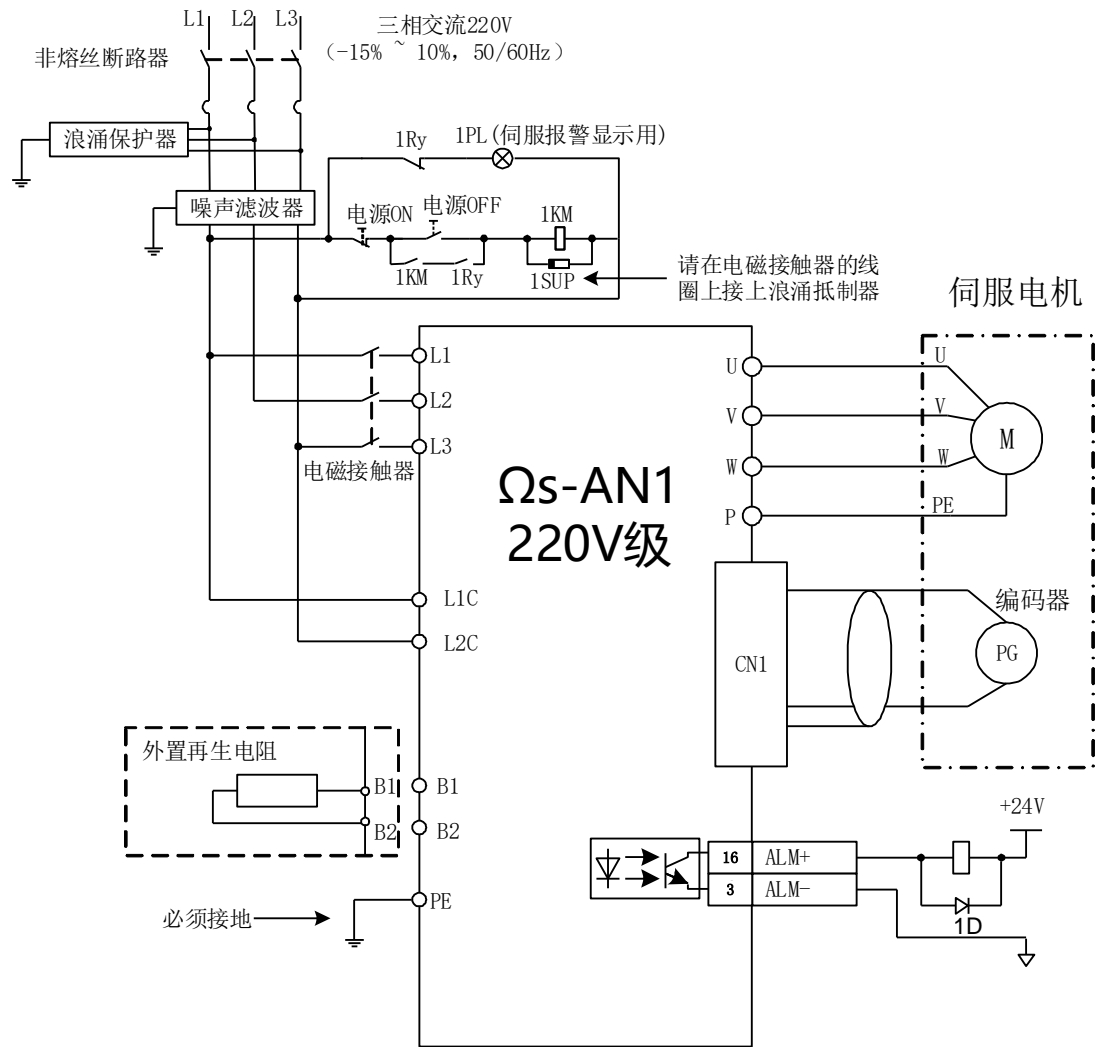 L1 L2 L3
三相交流220V
(-15% ~ 10%, 50/60Hz)
非熔丝断路器
浪涌保护器
1Ry
1PL(伺服报警显示用)
噪声滤波器
电源ON
电源OFF
1KM
1KM 1Ry
1SUP
请在电磁接触器的线
圈上接上浪涌抵制器
伺服电机
L1
L2
L3
电磁接触器
Ωs-AN1
220V级
U
V
W
P
U
V
W
PE
M
L1C
L2C
CN1
编码器
PG
外置再生电阻
B1
B2
B1
B2
PE
必须接地
16 ALM+
3 ALM-
+24V
1D